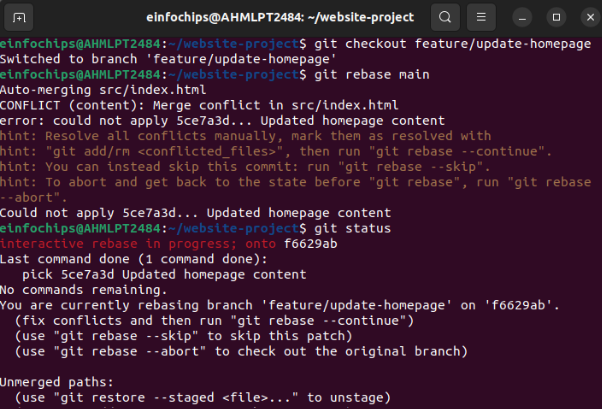 einfochips@AHMLPT2484: ~/website-project
einfochips@AHMLPT2484:~/website-project$ git checkout feature/update-homepage
Switched to branch 'feature/update-homepage'
einfochips@AHMLPT2484:~/website-project$ git rebase main
Auto-merging src/index.html
CONFLICT (content): Merge conflict in src/index.html
error: could not apply 5ce7a3d... Updated homepage content
hint: Resolve all conflicts manually, mark them as resolved with
hint: "git add/rm <conflicted_files>", then run "git rebase --continue".
hint: You can instead skip this commit: run "git rebase --skip".
hint: To abort and get back to the state before "git rebase", run "git rebase
--abort".
Could not apply 5ce7a3d... Updated homepage content
einfochips@AHMLPT2484:~/website-project$ git status
interactive rebase in progress; onto f6629ab
Last command done (1 command done):
   pick 5ce7a3d Updated homepage content
No commands remaining.
You are currently rebasing branch 'feature/update-homepage' on 'f6629ab'.
  (fix conflicts and then run "git rebase --continue")
  (use "git rebase --skip" to skip this patch)
  (use "git rebase --abort" to check out the original branch)

Unmerged paths:
  (use "git restore --staged <file>..." to unstage)